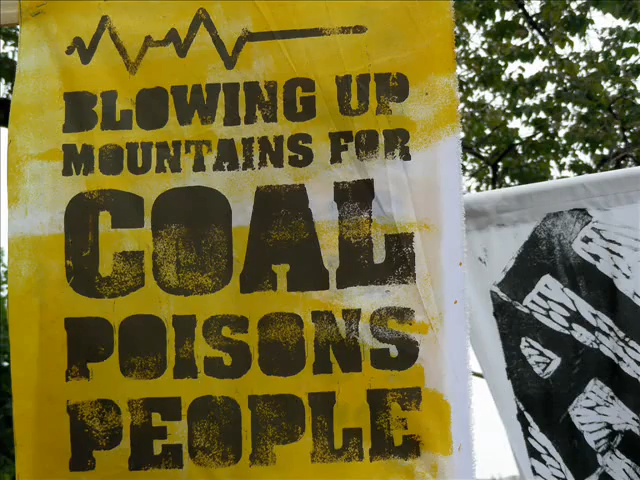 BLOWING UP
MOUNTAINS FOR
COAL
POISONS
PEOPLE